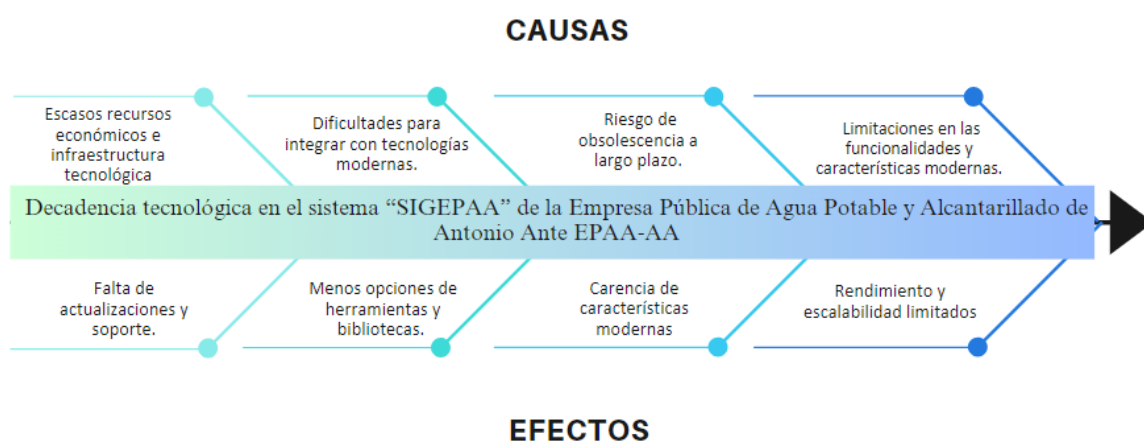 CAUSAS
Escasos recursos
económicos e
infraestructura
tecnológica
Dificultades para
integrar con tecnologías
modernas.
Riesgo de
obsolescencia a
largo plazo.
Limitaciones en las
funcionalidades y
características modernas.
Decadencia tecnológica en el sistema “SIGEPAA” de la Empresa Pública de Agua Potable y Alcantarillado de
Antonio Ante EPAA-AA
Falta de
actualizaciones y
soporte.
Menos opciones de
herramientas y
bibliotecas.
Carencia de
características
modernas
Rendimiento y
escalabilidad limitados
EFECTOS